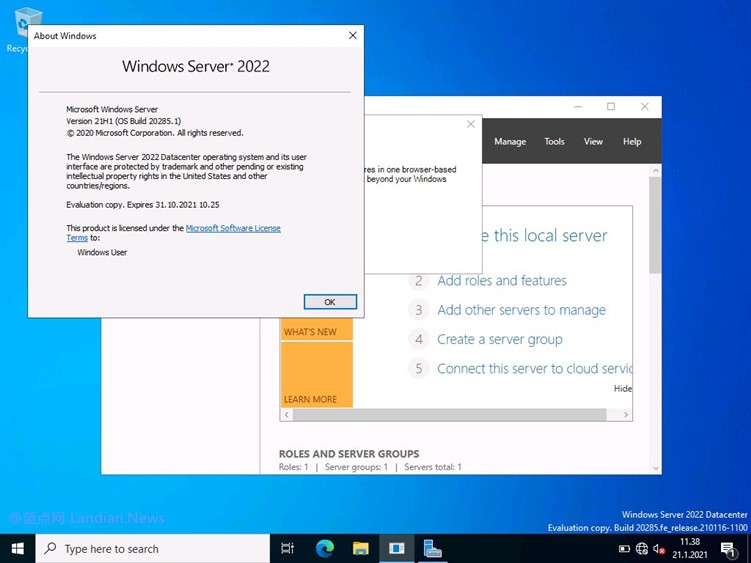 Recyc
About Windows
Windows Server 2022
Microsoft Windows Server
Version 21H1 (OS Build 20285.1)
© 2020 Microsoft Corporation. All rights reserved.
The Windows Server 2022 Datacenter operating system and its user
interface are protected by trademark and other pending or existing
intellectual property rights in the United States and other
countries/regions.
Evaluation copy. Expires 31.10.2021 10.25
This product is licensed under the Microsoft Software License
Terms to:
Windows User
OK
Manage Tools View Help
res in one browser-based
beyond your Windows
e this local server
2 Add roles and features
3 Add other servers to manage
4 Create a server group
5 Connect this server to cloud servic
Hide
WHAT'S NEW
LEARN MORE
ROLES AND SERVER GROUPS
Roles: 1 | Server groups: 1 | Servers total: 1
@蓝点网 Landian.News
Windows Server 2022 Datacenter
Evaluation copy. Build 20285.fe_release.210116-1100
Type here to search
11.38
21.1.2021
1